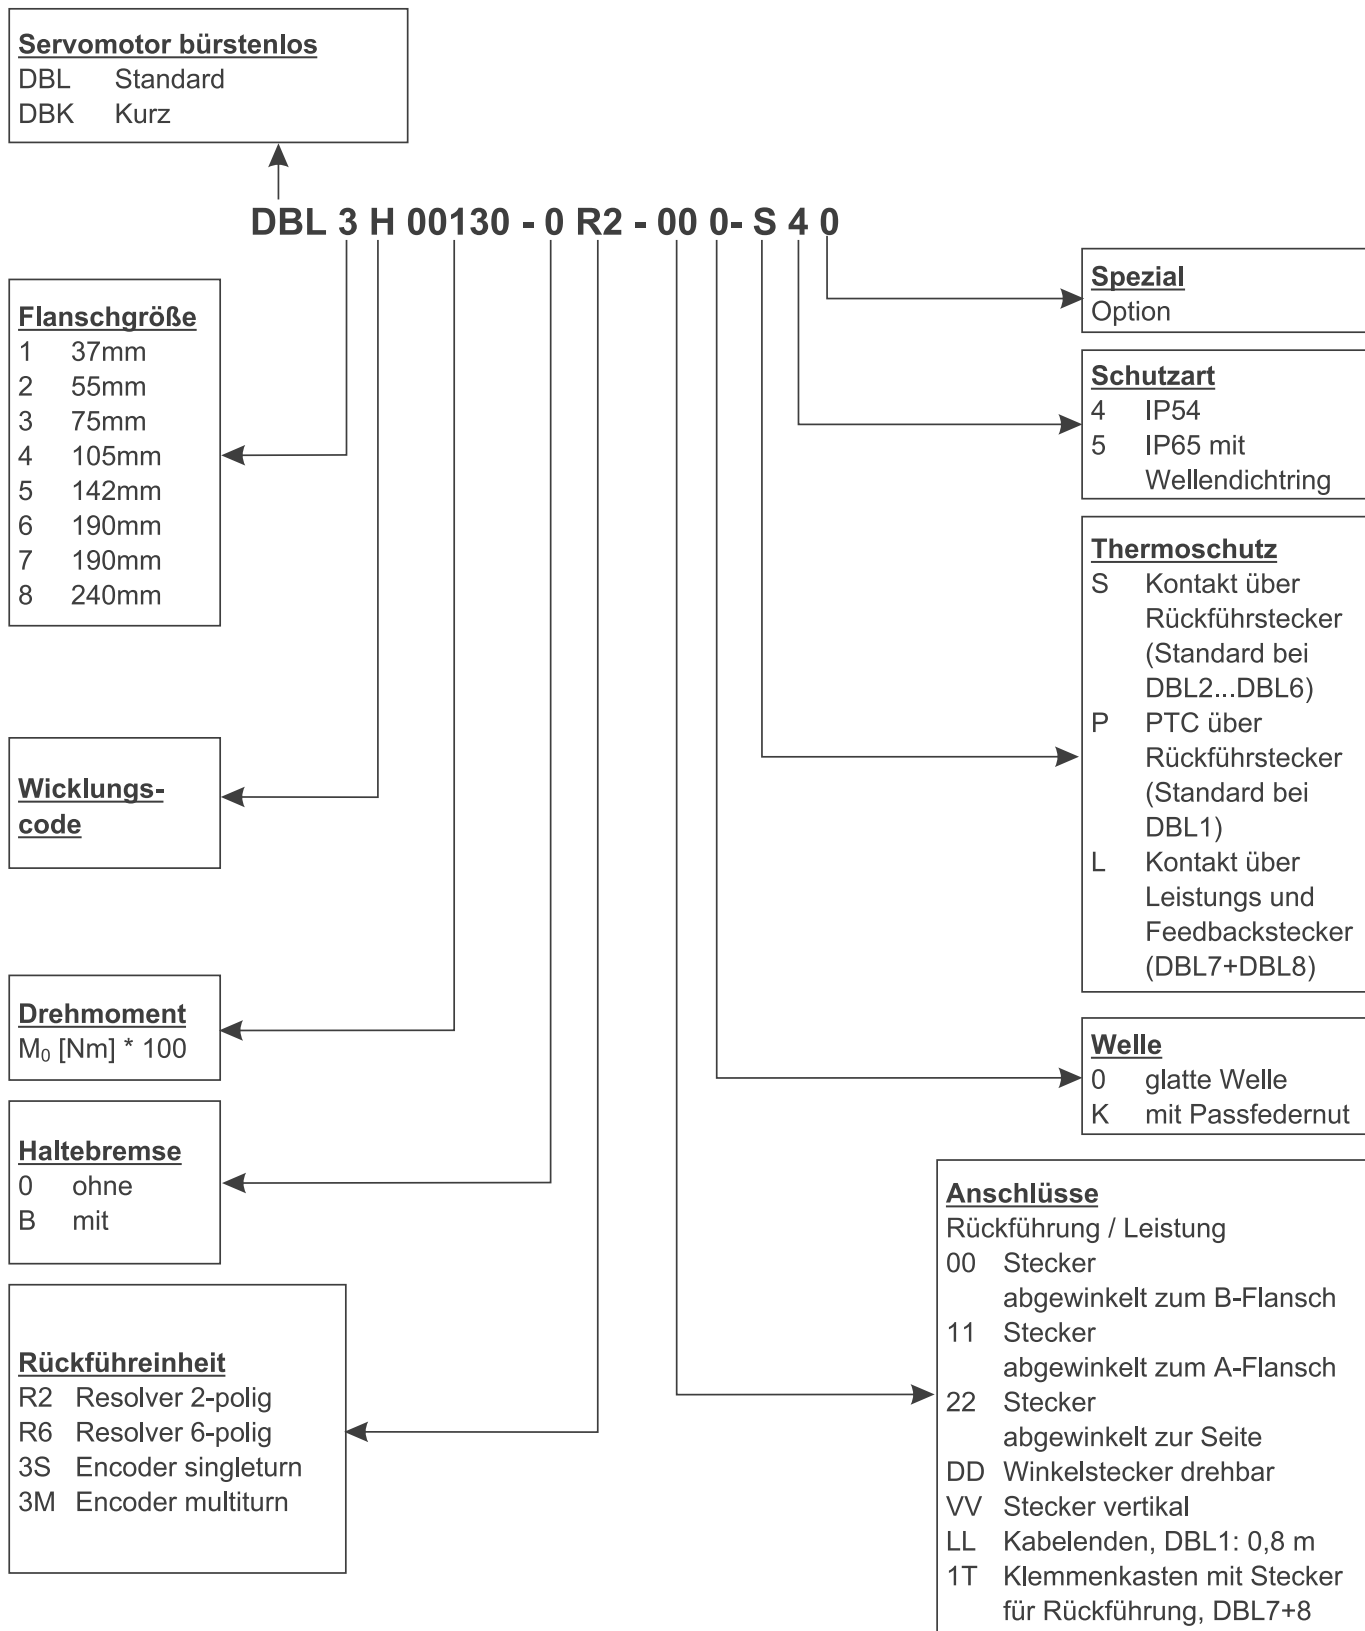 Servomotor bürstenlos
DBL Standard
DBK Kurz
DBL 3 H 00130 - 0 R2 - 00 0- S 4 0
Flanschgröße
1 37mm
2 55mm
3 75mm
4 105mm
5 142mm
6 190mm
7 190mm
8 240mm
Wicklungs-
code
Drehmoment
M₀ [Nm] * 100
Haltebremse
0 ohne
B mit
Rückführeinheit
R2 Resolver 2-polig
R6 Resolver 6-polig
3S Encoder singleturn
3M Encoder multiturn
Spezial
Option
Schutzart
4 IP54
5 IP65 mit
Wellendichtring
Thermoschutz
S Kontakt über
Rückführstecker
(Standard bei
DBL2...DBL6)
P PTC über
Rückführstecker
(Standard bei
DBL1)
L Kontakt über
Leistungs und
Feedbackstecker
(DBL7+DBL8)
Welle
0 glatte Welle
K mit Passfedernut
Anschlüsse
Rückführung / Leistung
00 Stecker
abgewinkelt zum B-Flansch
11 Stecker
abgewinkelt zum A-Flansch
22 Stecker
abgewinkelt zur Seite
DD Winkelstecker drehbar
VV Stecker vertikal
LL Kabelenden, DBL1: 0,8 m
1T Klemmenkasten mit Stecker
für Rückführung, DBL7+8